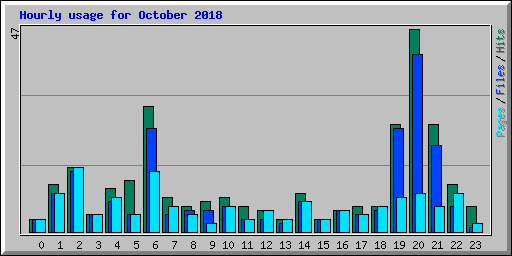 Hourly usage for October 2018
47
Pages/Files/Hits
0 1 2 3 4 5 6 7 8 9 10 11 12 13 14 15 16 17 18 19 20 21 22 23